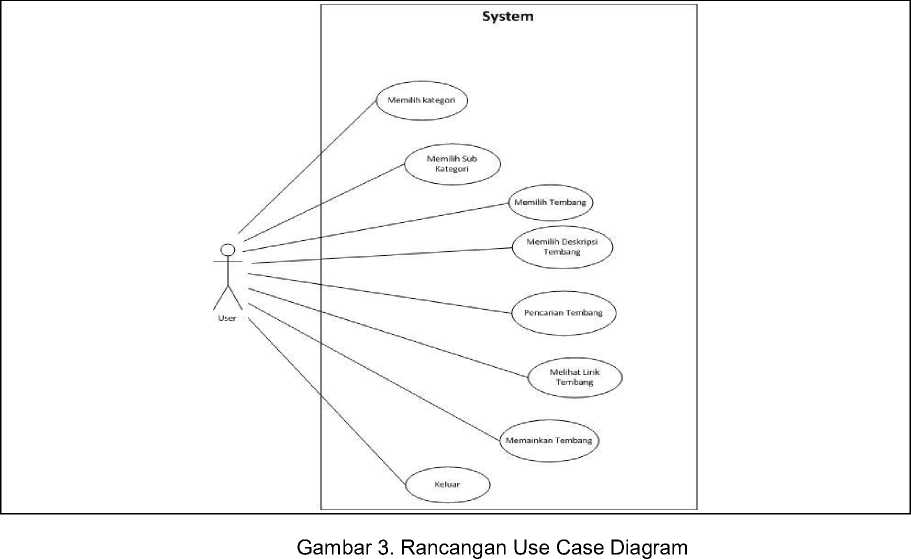 System
Memilih kategori
Memilih Sub
Kategori
Memilih Tembang
Memilih Deskripsi
Tembang
User
Pencarian Tembang
Melihat Lirik
Tembang
Memainkan Tembang
Keluar
Gambar 3. Rancangan Use Case Diagram